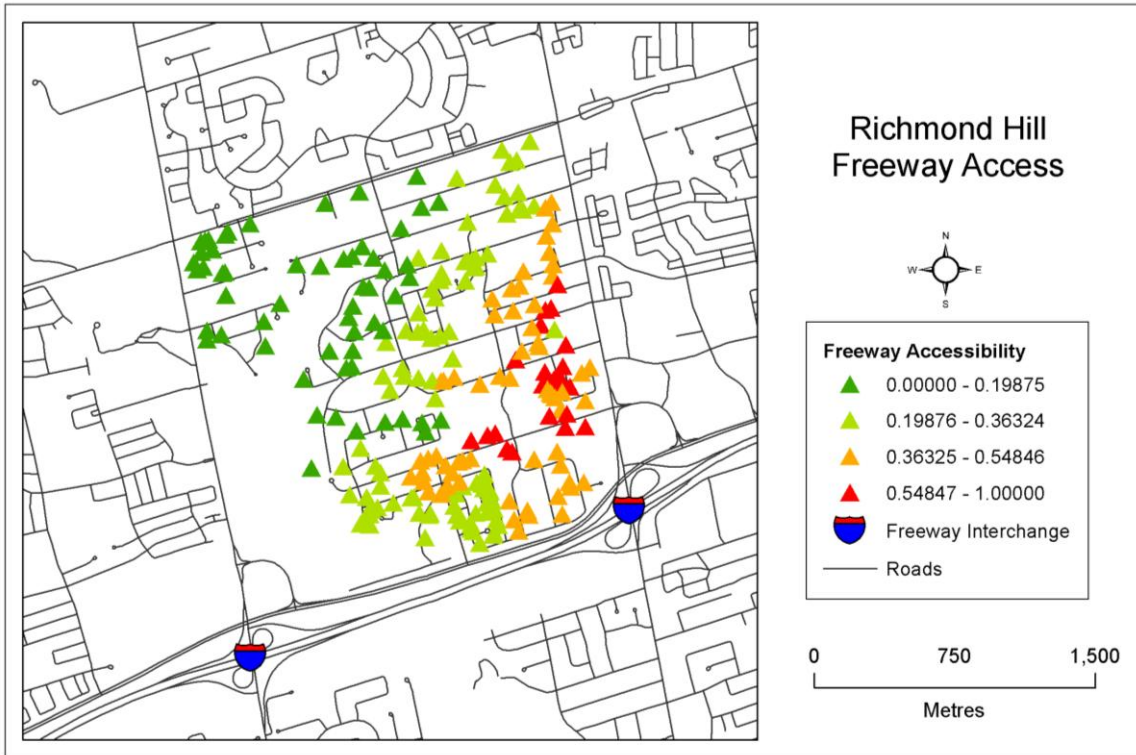 Richmond Hill
Freeway Access
N
W E
S
Freeway Accessibility
0.00000 - 0.19875
0.19876 - 0.36324
0.36325 - 0.54846
0.54847 - 1.00000
Freeway Interchange
Roads
0 750 1,500
Metres